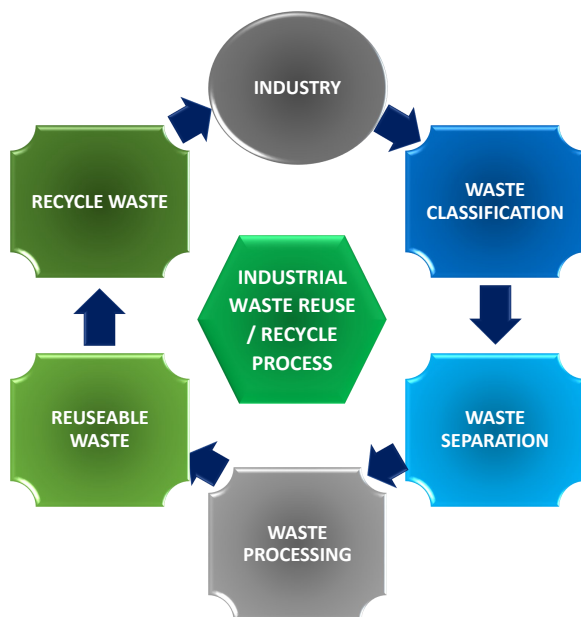 INDUSTRY
WASTE
CLASSIFICATION
WASTE
SEPARATION
WASTE
PROCESSING
REUSEABLE
WASTE
RECYCLE WASTE
INDUSTRIAL
WASTE REUSE
/ RECYCLE
PROCESS